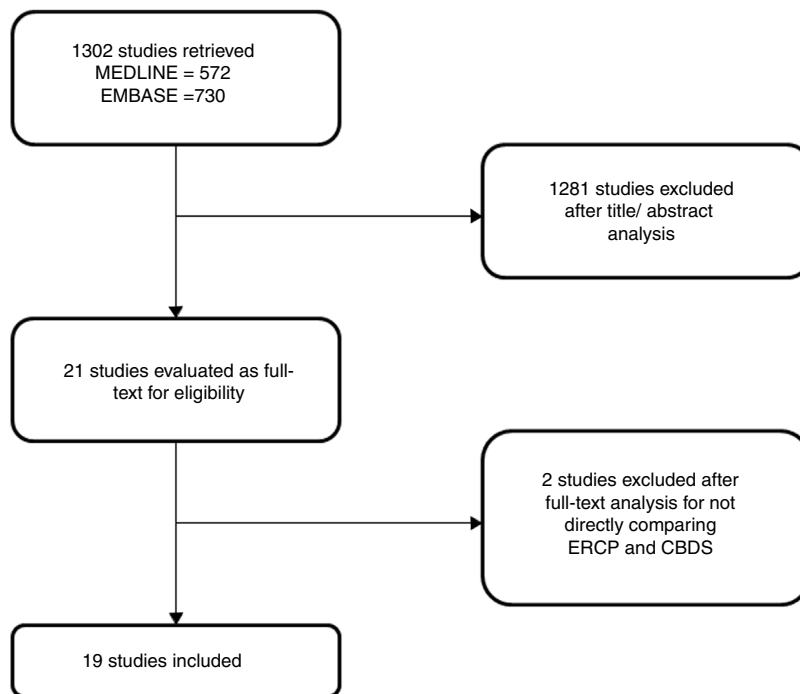 1302 studies retrieved
MEDLINE = 572
EMBASE =730
1281 studies excluded
after title/ abstract
analysis
21 studies evaluated as full-
text for eligibility
2 studies excluded after
full-text analysis for not
directly comparing
ERCP and CBDS
19 studies included